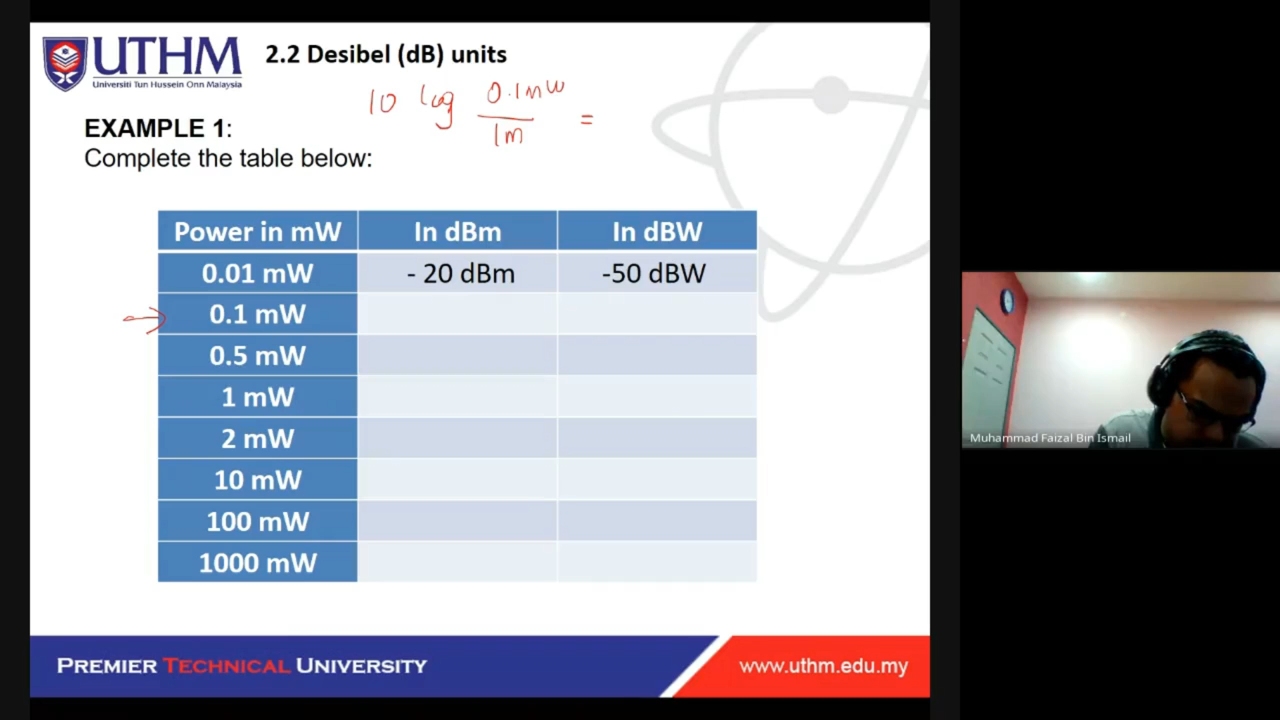 UTHM
Universiti Tun Hussein Onn Malaysia
2.2 Desibel (dB) units
10 log 0.1mW
1m
=
EXAMPLE 1:
Complete the table below:
Power in mW In dBm In dBW
0.01 mW - 20 dBm -50 dBW
0.1 mW
0.5 mW
1 mW
2 mW
10 mW
100 mW
1000 mW
Muhammad Faizal Bin Ismail
PREMIER TECHNICAL UNIVERSITY
www.uthm.edu.my